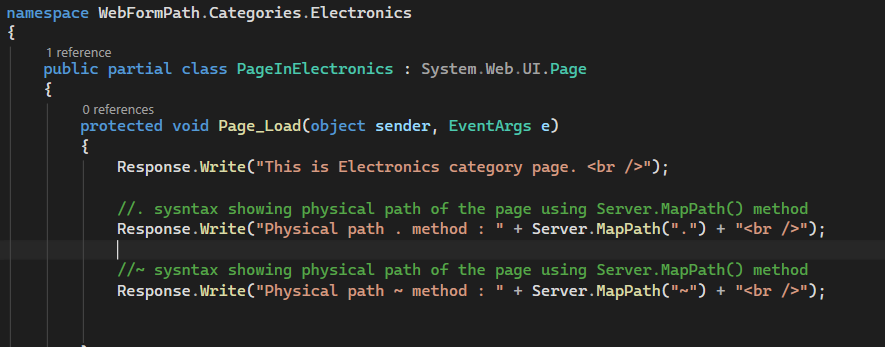 namespace WebFormPath.Categories.Electronics
{
1 reference
public partial class PageInElectronics : System.Web.UI.Page
{
0 references
protected void Page_Load(object sender, EventArgs e)
{
Response.Write("This is Electronics category page. <br />");
//. sysntax showing physical path of the page using Server.MapPath() method
Response.Write("Physical path . method : " + Server.MapPath(".") + "<br />");
//~ sysntax showing physical path of the page using Server.MapPath() method
Response.Write("Physical path ~ method : " + Server.MapPath("~") + "<br />");